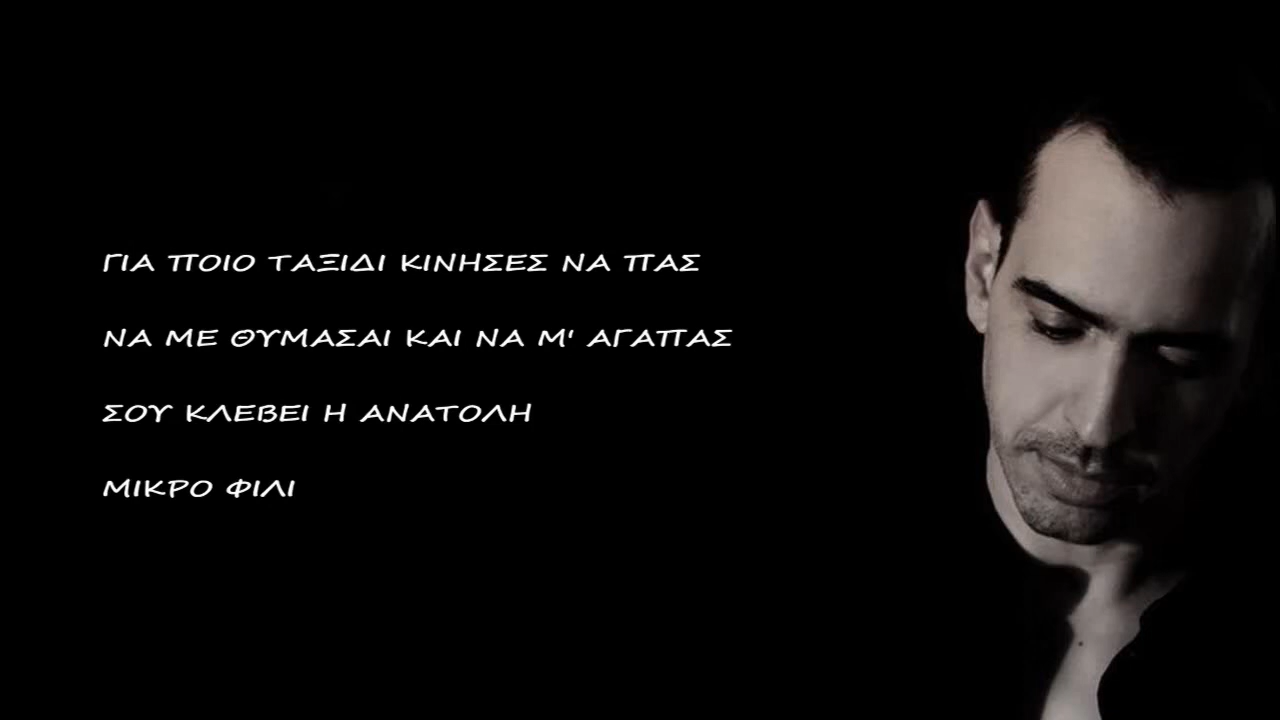 ΓΙΑ ΠΟΙΟ ΤΑΞΙΔΙ ΚΙΝΗΣΕΣ ΝΑ ΠΑΣ
ΝΑ ΜΕ ΘΥΜΑΣΑΙ ΚΑΙ ΝΑ Μ' ΑΓΑΠΑΣ
ΣΟΥ ΚΛΕΒΕΙ Η ΑΝΑΤΟΛΗ
ΜΙΚΡΟ ΦΙΛΙ